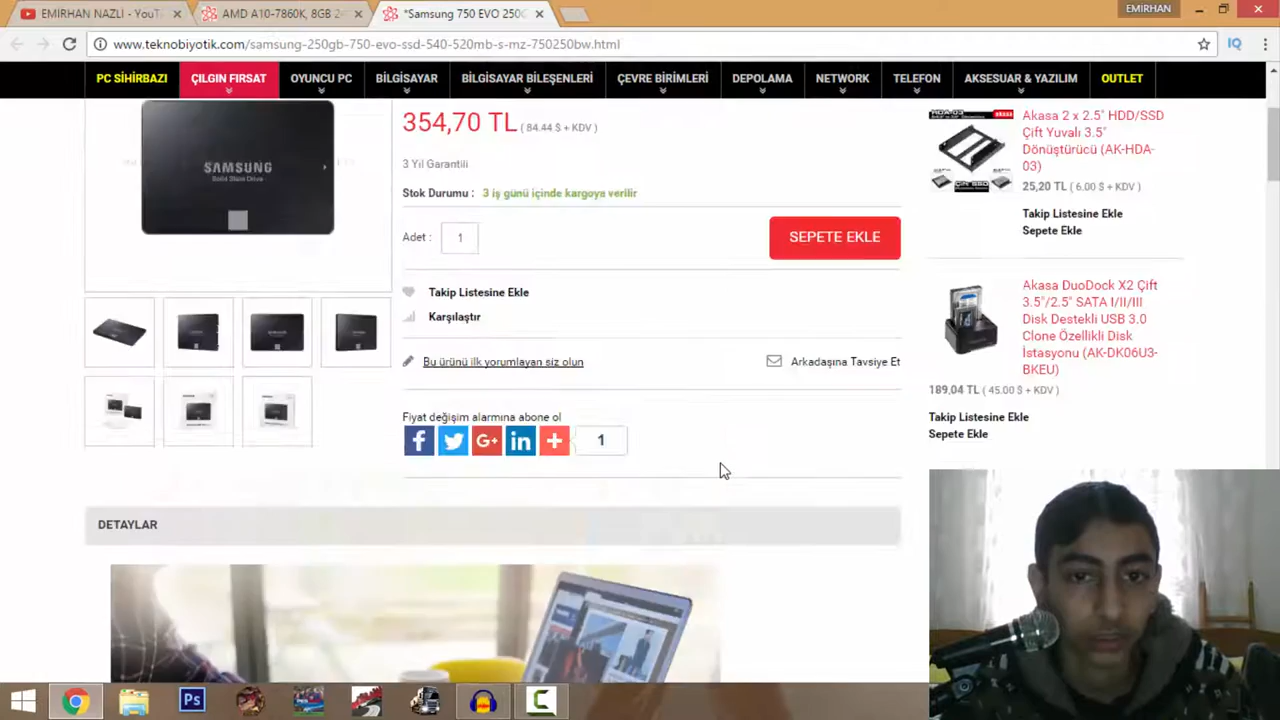 EMİRHAN NAZLI - YouT
AMD A10-7860K, 8GB 24
*Samsung 750 EVO 250G
EMIRHAN
www.teknobiyotik.com/samsung-250gb-750-evo-ssd-540-520mb-s-mz-750250bw.html
IQ
PC SİHİRBAZI
ÇILGIN FIRSAT
OYUNCU PC
BİLGİSAYAR
BİLGİSAYAR BİLEŞENLERİ
ÇEVRE BİRİMLERİ
DEPOLAMA
NETWORK
TELEFON
AKSESUAR & YAZILIM
OUTLET
SAMSUNG
Solid State Drive
354,70 TL ( 84.44 $ + KDV )
3 Yıl Garantili
Stok Durumu : 3 iş günü içinde kargoya verilir
Adet : 1
SEPETE EKLE
Takip Listesine Ekle
Karşılaştır
Bu ürünü ilk yorumlayan siz olun
Arkadaşına Tavsiye Et
Fiyat değişim alarmına abone ol
1
DETAYLAR
Akasa 2 x 2.5" HDD/SSD
Çift Yuvalı 3.5"
Dönüştürücü (AK-HDA-
03)
25,20 TL ( 6.00 $ + KDV )
Takip Listesine Ekle
Sepete Ekle
Akasa DuoDock X2 Çift
3.5"/2.5" SATA I/II/III
Disk Destekli USB 3.0
Clone Özellikli Disk
İstasyonu (AK-DK06U3-
BKEU)
189,04 TL ( 45.00 $ + KDV )
Takip Listesine Ekle
Sepete Ekle
Ps